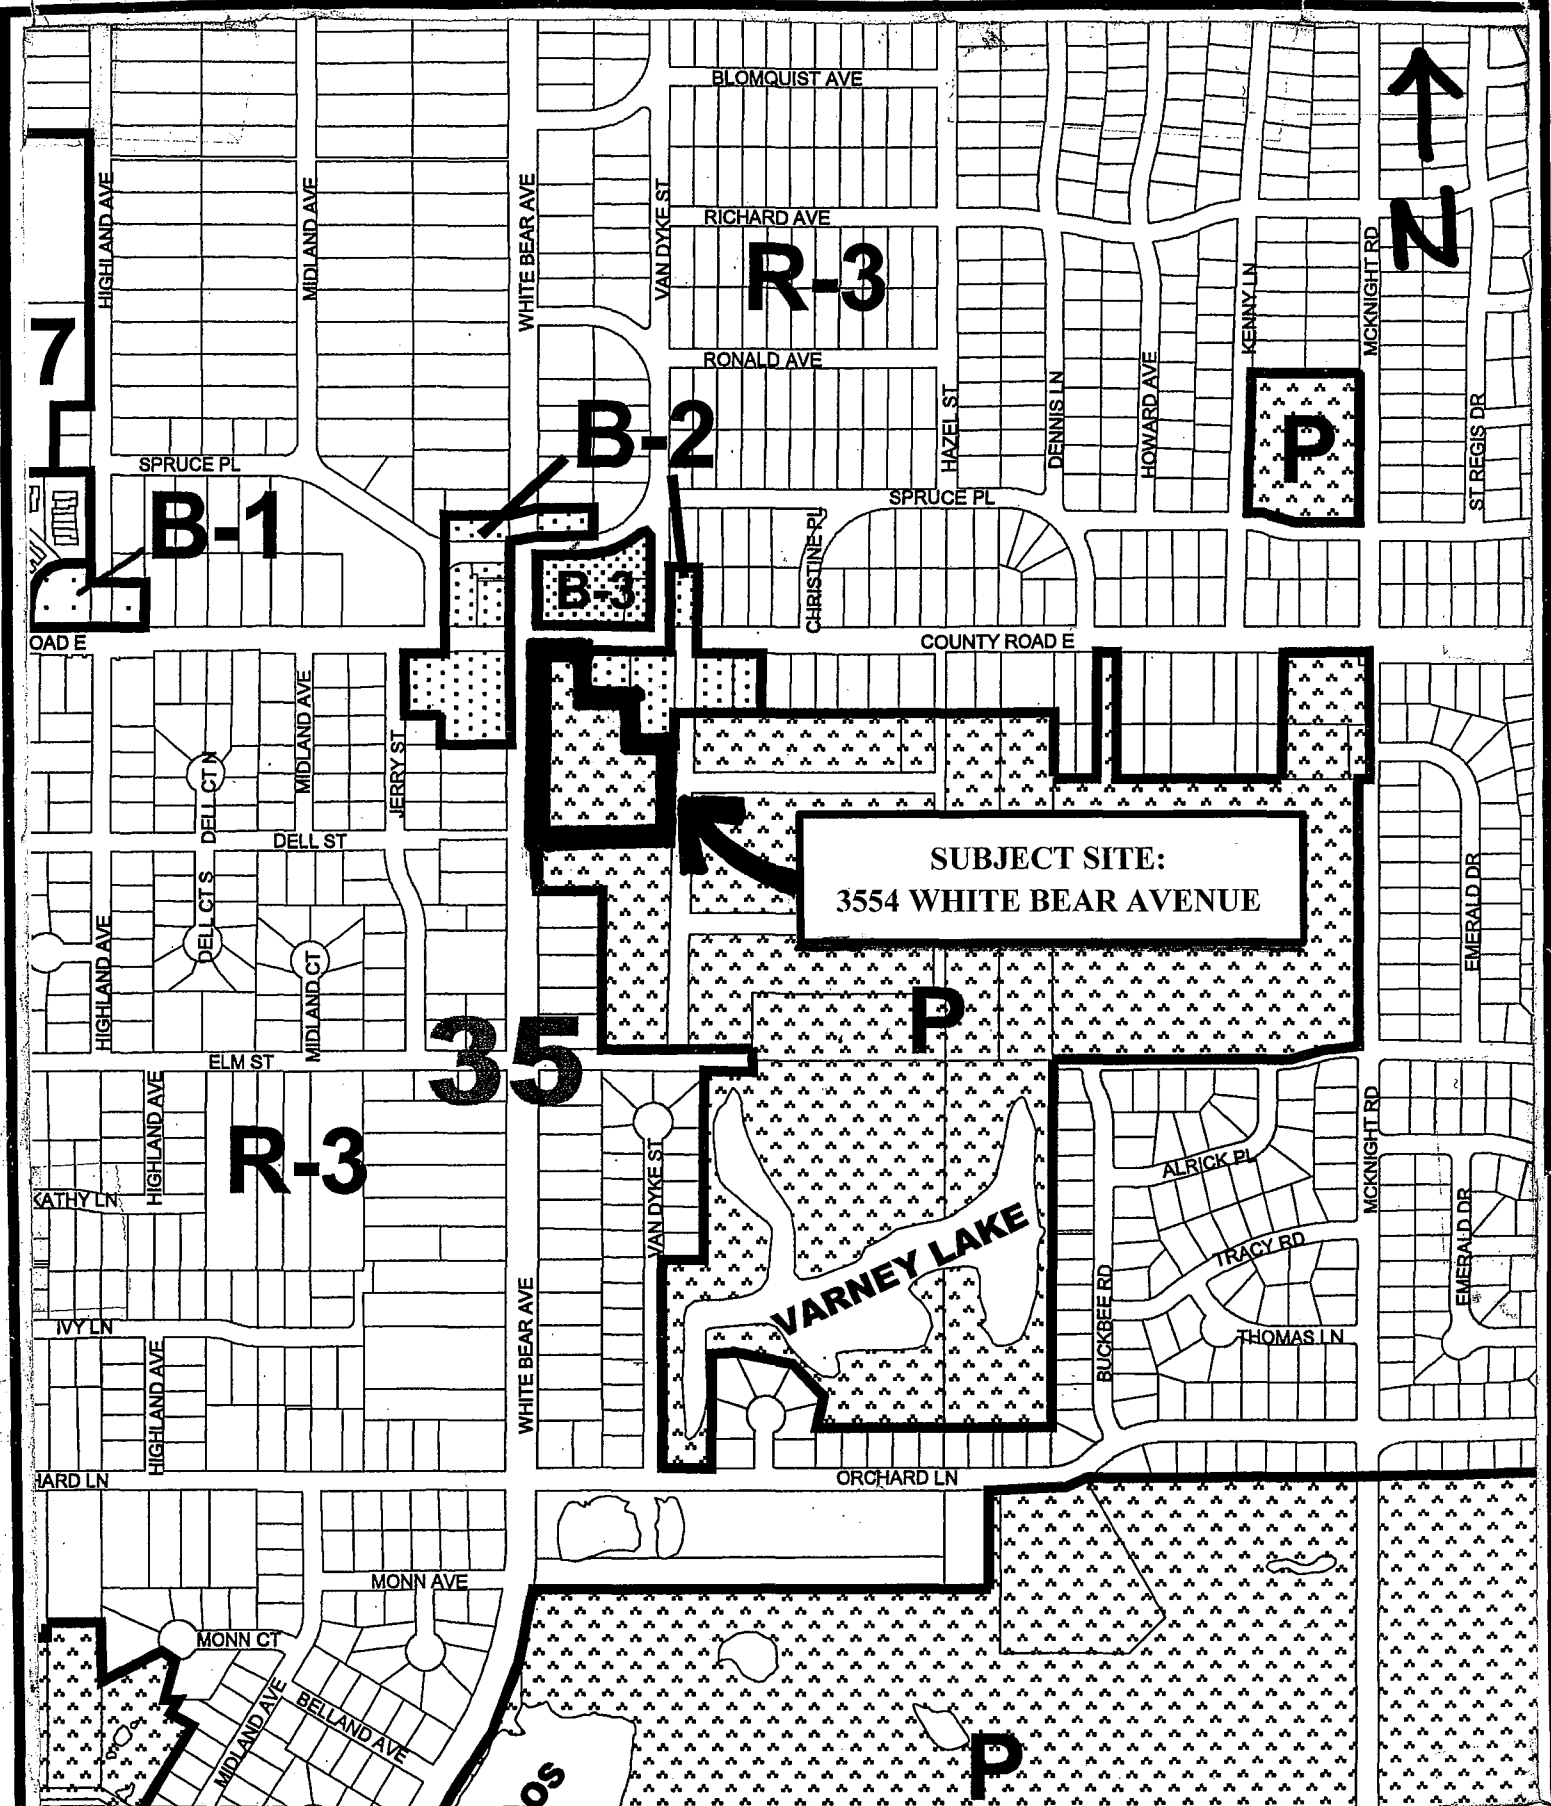 BLOMQUIST AVE
N
HIGHLAND AVE
MIDLAND AVE
WHITE BEAR AVE
VAN DYKE ST
RICHARD AVE
R-3
KENNY LN
MCKNIGHT RD
7
RONALD AVE
HAZEL ST
DENNIS LN
HOWARD AVE
ST REGIS DR
B-2
P
SPRUCE PL
SPRUCE PL
B-1
CHRISTINE PL
B-3
OAD E
COUNTY ROAD E
MIDLAND AVE
JERRY ST
DELL CT N
DELL ST
SUBJECT SITE:
3554 WHITE BEAR AVENUE
DELL CT S
EMERALD DR
HIGHLAND AVE
MIDLAND CT
P
35
ELM ST
HIGHLAND AVE
R-3
VAN DYKE ST
MCKNIGHT RD
ALRICK PL
KATHY LN
VARNEY LAKE
TRACY RD
EMERALD DR
BUCKBEE RD
IVY LN
WHITE BEAR AVE
THOMAS LN
HIGHLAND AVE
HARD LN
ORCHARD LN
MONN AVE
MONN CT
MIDLAND AVE
BELLAND AVE
P
OS